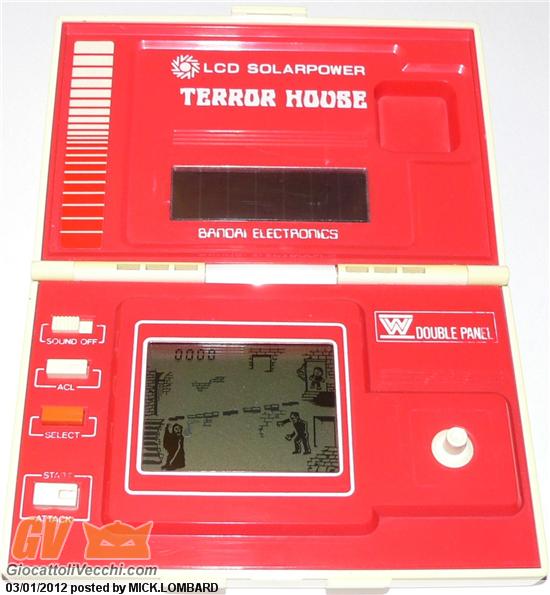 LCD SOLARPOWER
TERROR HOUSE
BANDAI ELECTRONICS
SOUND OFF
W DOUBLE PANEL
0008
ACL
SELECT
START
ATTACK
GV
GiocattoliVecchi.com
03/01/2012 posted by MICK.LOMBARD